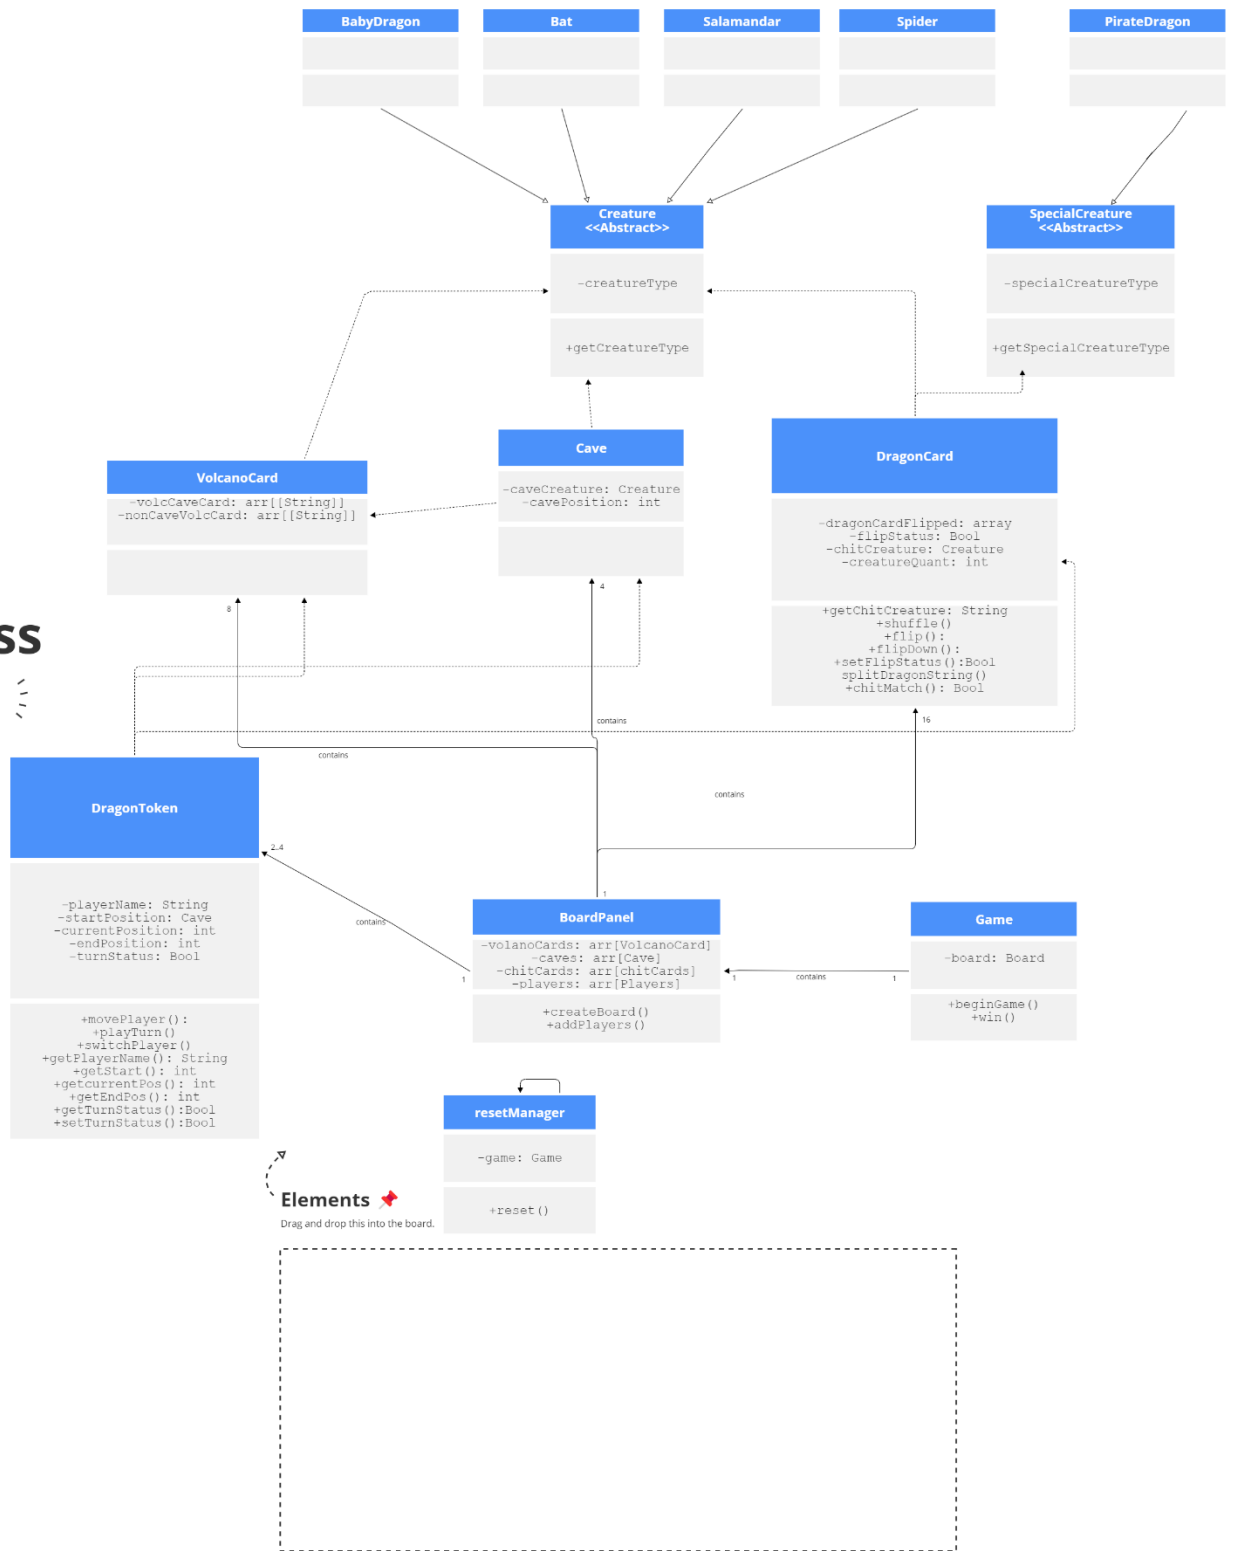 BabyDragon
Bat
Salamandar
Spider
PirateDragon
Creature
<<Abstract>>
-creatureType
+getCreatureType
SpecialCreature
<<Abstract>>
-specialCreatureType
+getSpecialCreatureType
VolcanoCard
-volcCaveCard: arr[[String]]
-nonCaveVolcCard: arr[[String]]
Cave
-caveCreature: Creature
-cavePosition: int
DragonCard
-dragonCardFlipped: array
-flipStatus: Bool
-chitCreature: Creature
-creatureQuant: int
+getChitCreature: String
+shuffle()
+flip():
+flipDown():
+setFlipStatus():Bool
splitDragonString()
+chitMatch(): Bool
8
4
16
ss
contains
contains
contains
DragonToken
-playerName: String
-startPosition: Cave
-currentPosition: int
-endPosition: int
-turnStatus: Bool
+movePlayer():
+playTurn()
+switchPlayer()
+getPlayerName(): String
+getStart(): int
+getcurrentPos(): int
+getEndPos(): int
+getTurnStatus():Bool
+setTurnStatus():Bool
2..4
contains
1
1
BoardPanel
-volanoCards: arr[VolcanoCard]
-caves: arr[Cave]
-chitCards: arr[chitCards]
-players: arr[Players]
+createBoard()
+addPlayers()
1
contains
1
Game
-board: Board
+beginGame()
+win()
resetManager
-game: Game
+reset()
Elements 📌
Drag and drop this into the board.